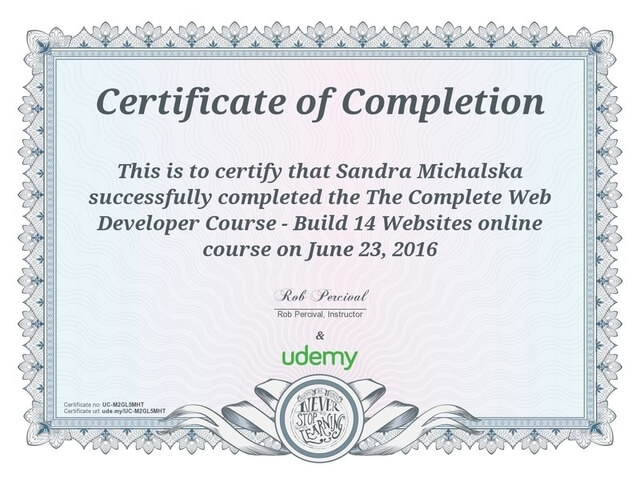 Certificate of Completion
This is to certify that Sandra Michalska
successfully completed the The Complete Web
Developer Course - Build 14 Websites online
course on June 23, 2016
Rob Percival
Rob Percival, Instructor
&
udemy
Certificate no: UC-M2GL5MHT
Certificate url: ude.my/UC-M2GL5MHT
NEVER
STOP
LEARNING